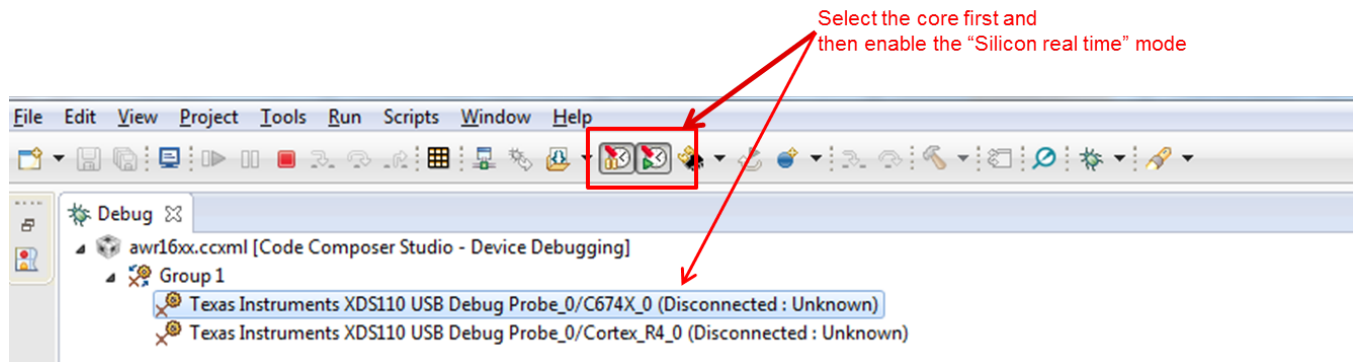 Select the core first and
then enable the “Silicon real time” mode
File Edit View Project Tools Run Scripts Window Help
Debug
awr16xx.ccxml [Code Composer Studio - Device Debugging]
Group 1
Texas Instruments XDS110 USB Debug Probe_0/C674X_0 (Disconnected : Unknown)
Texas Instruments XDS110 USB Debug Probe_0/Cortex_R4_0 (Disconnected : Unknown)